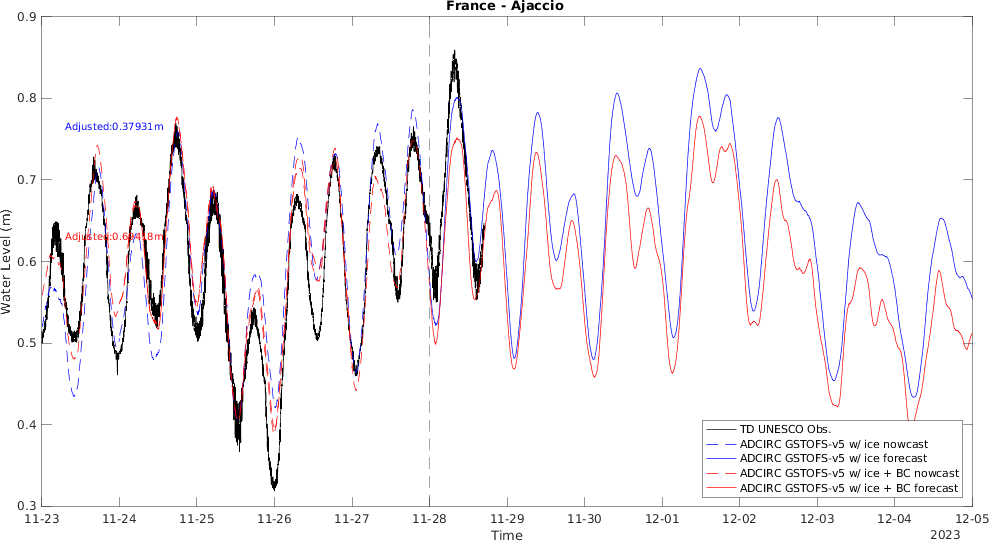 France - Ajaccio
0.9
0.8
0.7
0.6
0.5
0.4
0.3
Water Level (m)
Adjusted:0.37931m
TD UNESCO Obs.
ADCIRC GSTOFS-v5 w/ ice nowcast
ADCIRC GSTOFS-v5 w/ ice forecast
ADCIRC GSTOFS-v5 w/ ice + BC nowcast
ADCIRC GSTOFS-v5 w/ ice + BC forecast
11-23
11-24
11-25
11-26
11-27
11-28
11-29
11-30
12-01
12-02
12-03
12-04
12-05
Time
2023